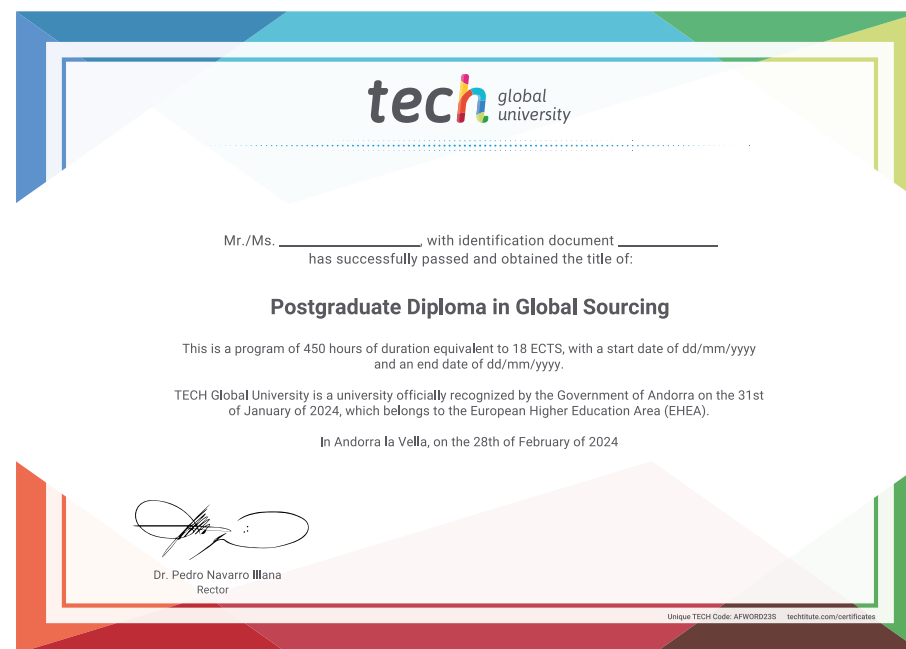 tech global
university
Mr./Ms. ____________________, with identification document ______________
has successfully passed and obtained the title of:
Postgraduate Diploma in Global Sourcing
This is a program of 450 hours of duration equivalent to 18 ECTS, with a start date of dd/mm/yyyy
and an end date of dd/mm/yyyy.
TECH Global University is a university officially recognized by the Government of Andorra on the 31st
of January of 2024, which belongs to the European Higher Education Area (EHEA).
In Andorra la Vella, on the 28th of February of 2024
Dr. Pedro Navarro Illana
Rector
Unique TECH Code: AFWORD23S techtitute.com/certificates